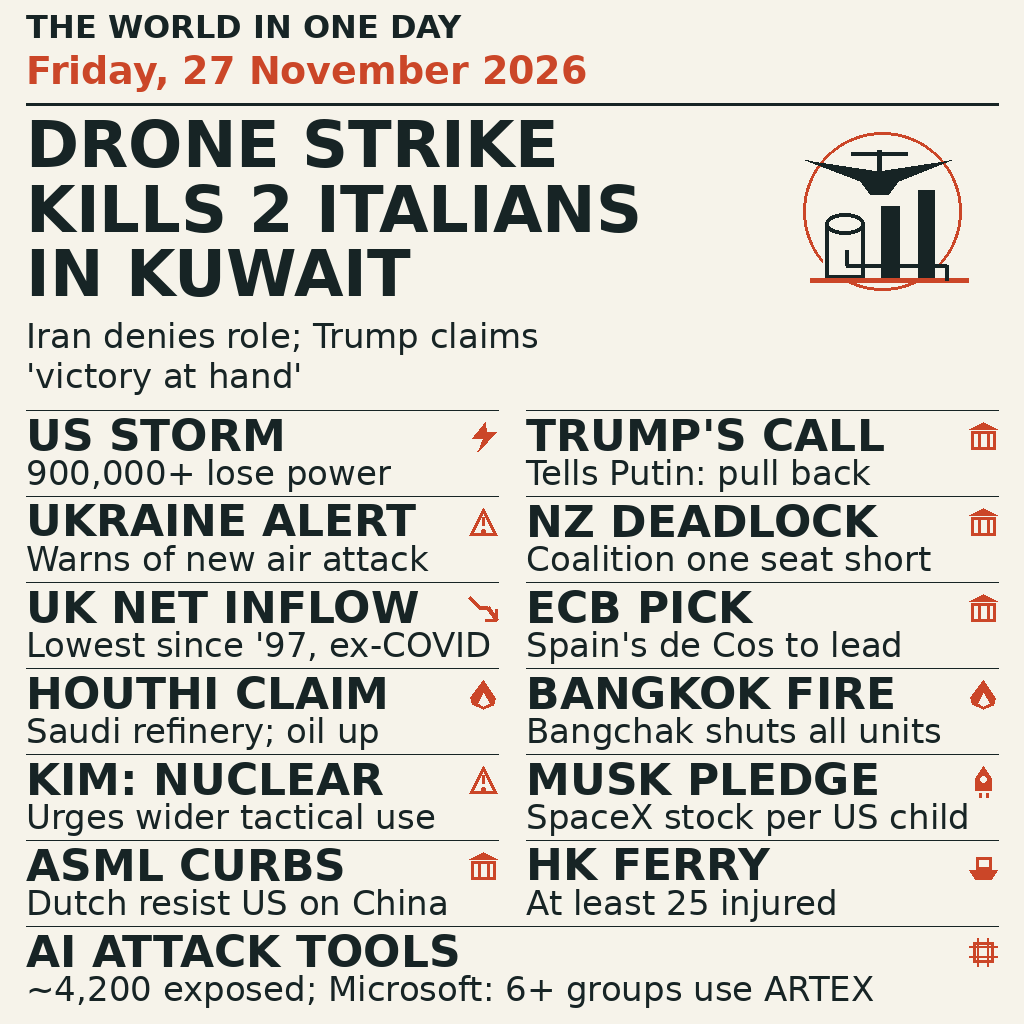 THE WORLD IN ONE DAY
Friday, 27 November 2026
DRONE STRIKE
KILLS 2 ITALIANS
IN KUWAIT
Iran denies role; Trump claims
'victory at hand'
US STORM
900,000+ lose power
TRUMP'S CALL
Tells Putin: pull back
UKRAINE ALERT
Warns of new air attack
NZ DEADLOCK
Coalition one seat short
UK NET INFLOW
Lowest since '97, ex-COVID
ECB PICK
Spain's de Cos to lead
HOUTHI CLAIM
Saudi refinery; oil up
BANGKOK FIRE
Bangchak shuts all units
KIM: NUCLEAR
Urges wider tactical use
MUSK PLEDGE
SpaceX stock per US child
ASML CURBS
Dutch resist US on China
HK FERRY
At least 25 injured
AI ATTACK TOOLS
~4,200 exposed; Microsoft: 6+ groups use ARTEX